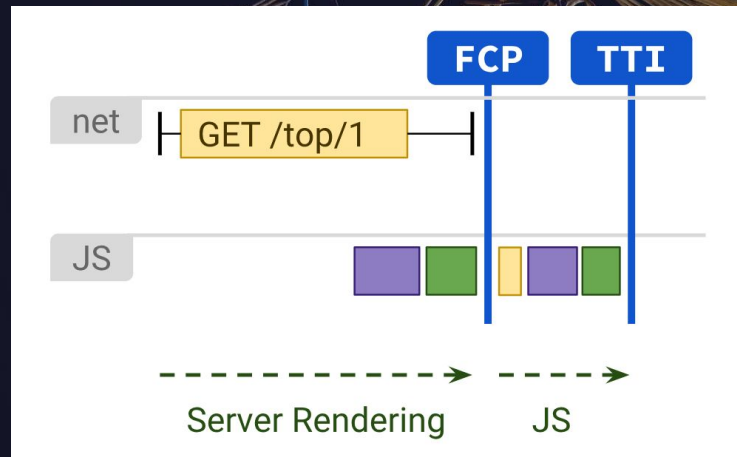 FCP
TTI
net
GET /top/1
JS
Server Rendering
JS